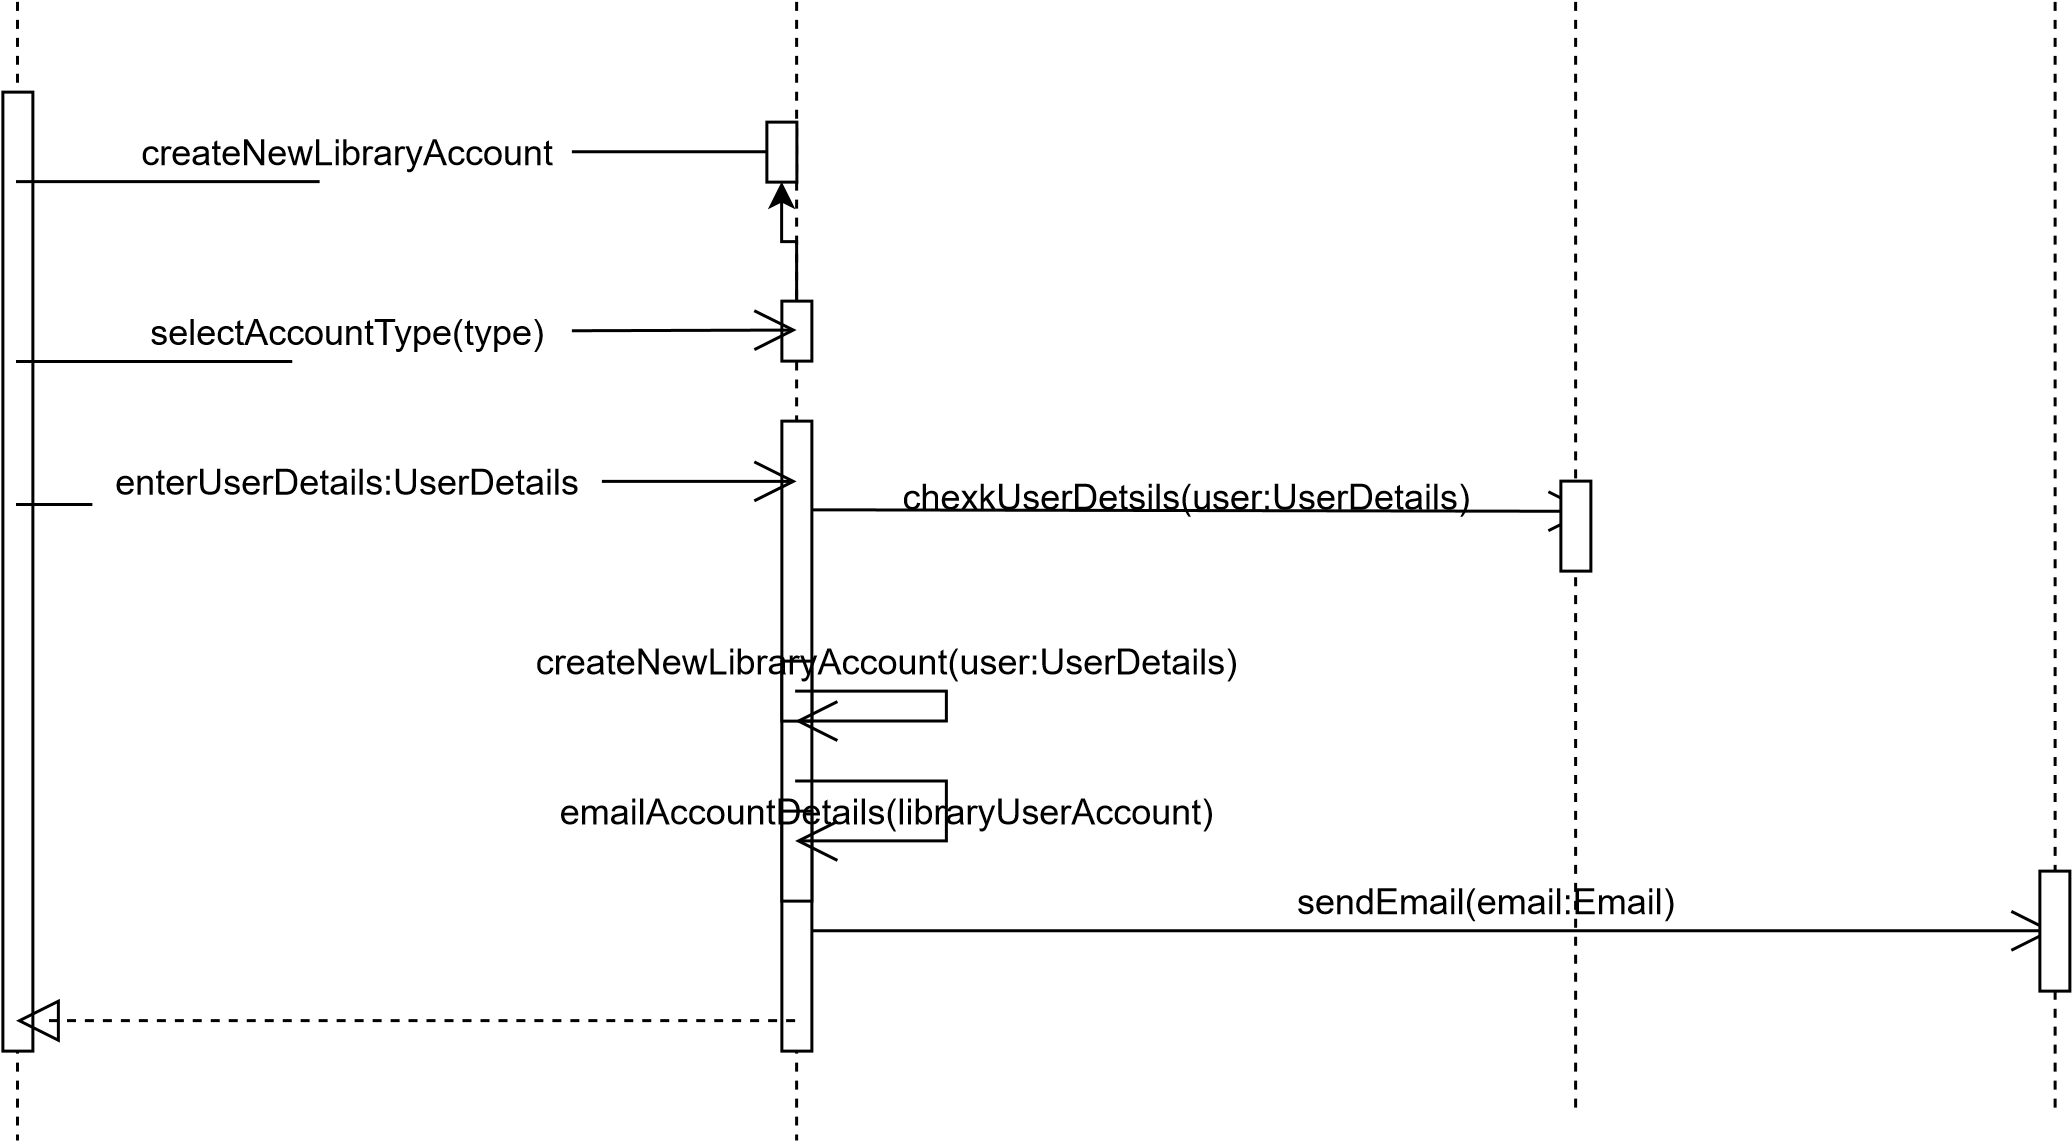 createNewLibraryAccount
selectAccountType(type)
enterUserDetails:UserDetails
chexkUserDetsils(user:UserDetails)
createNewLibraryAccount(user:UserDetails)
emailAccountDetails(libraryUserAccount)
sendEmail(email:Email)